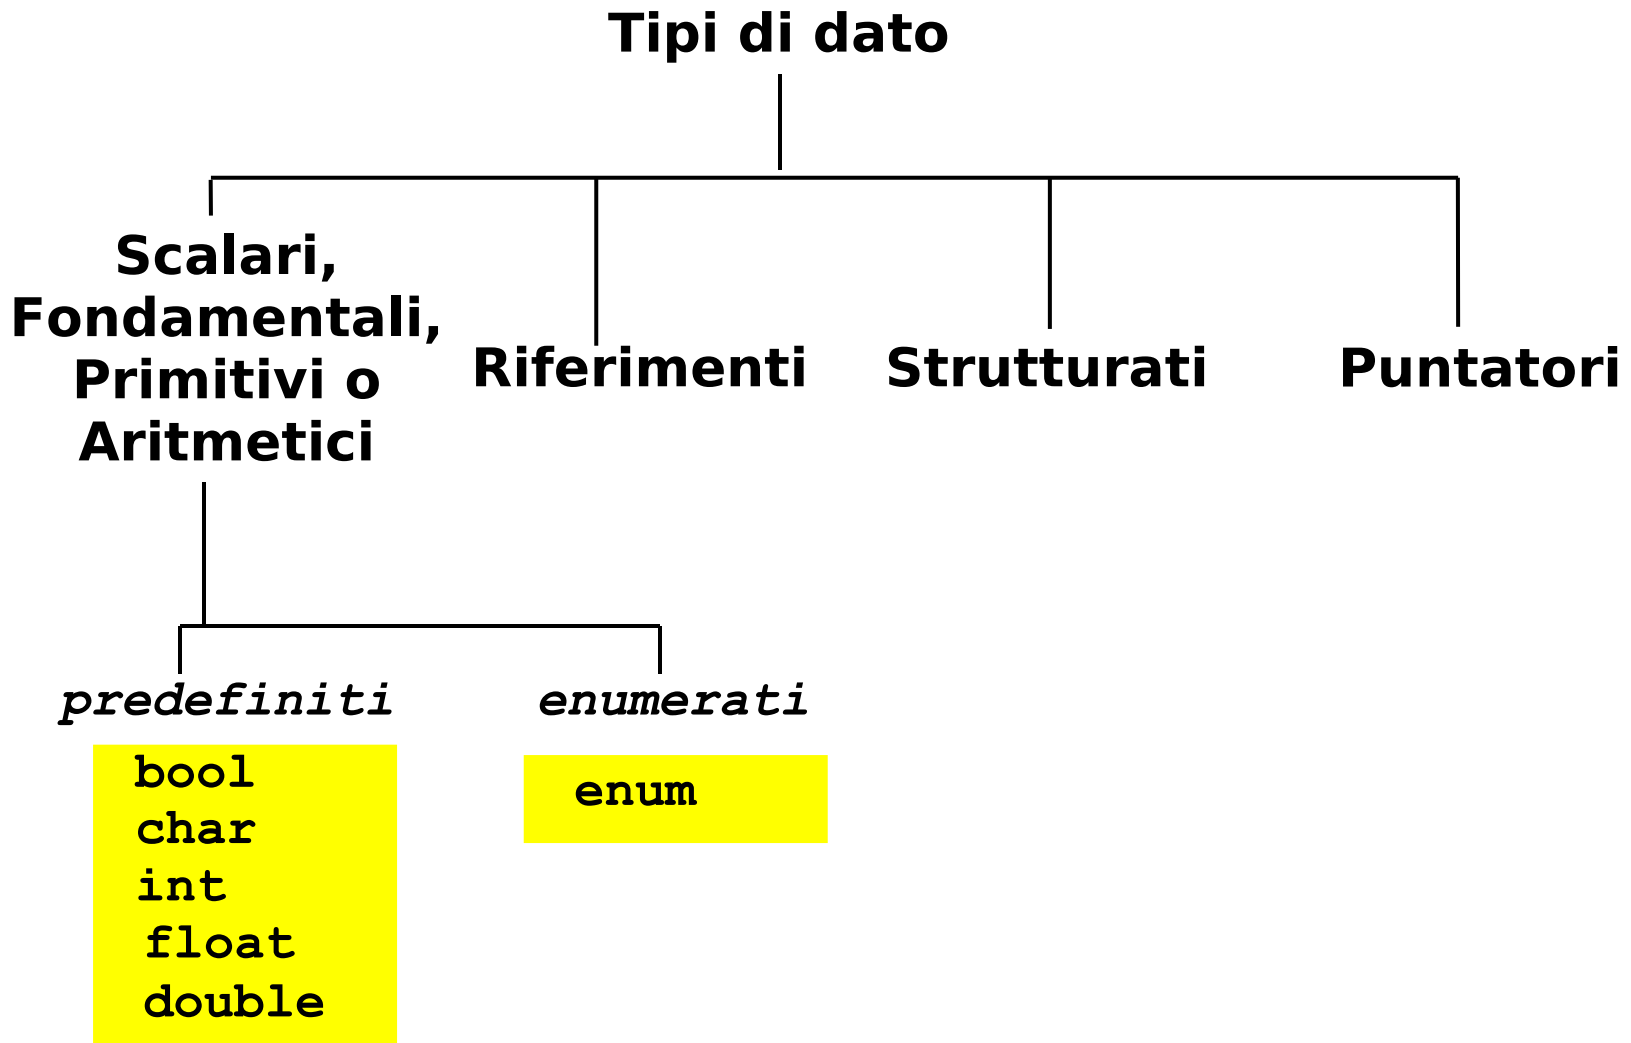 Tipi di dato
Scalari,
Fondamentali,
Primitivi o
Aritmetici
Riferimenti
Strutturati
Puntatori
predefiniti
enumerati
bool
char
int
float
double
enum